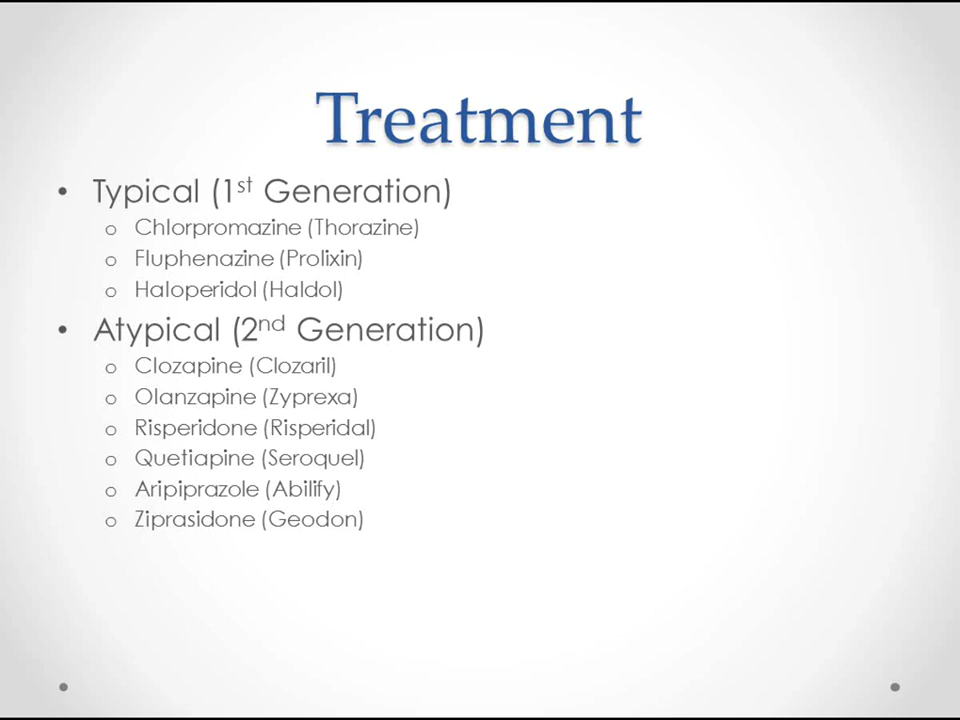 Treatment
• Typical (1st Generation)
o Chlorpromazine (Thorazine)
o Fluphenazine (Prolixin)
o Haloperidol (Haldol)
• Atypical (2nd Generation)
o Clozapine (Clozaril)
o Olanzapine (Zyprexa)
o Risperidone (Risperidal)
o Quetiapine (Seroquel)
o Aripiprazole (Abilify)
o Ziprasidone (Geodon)